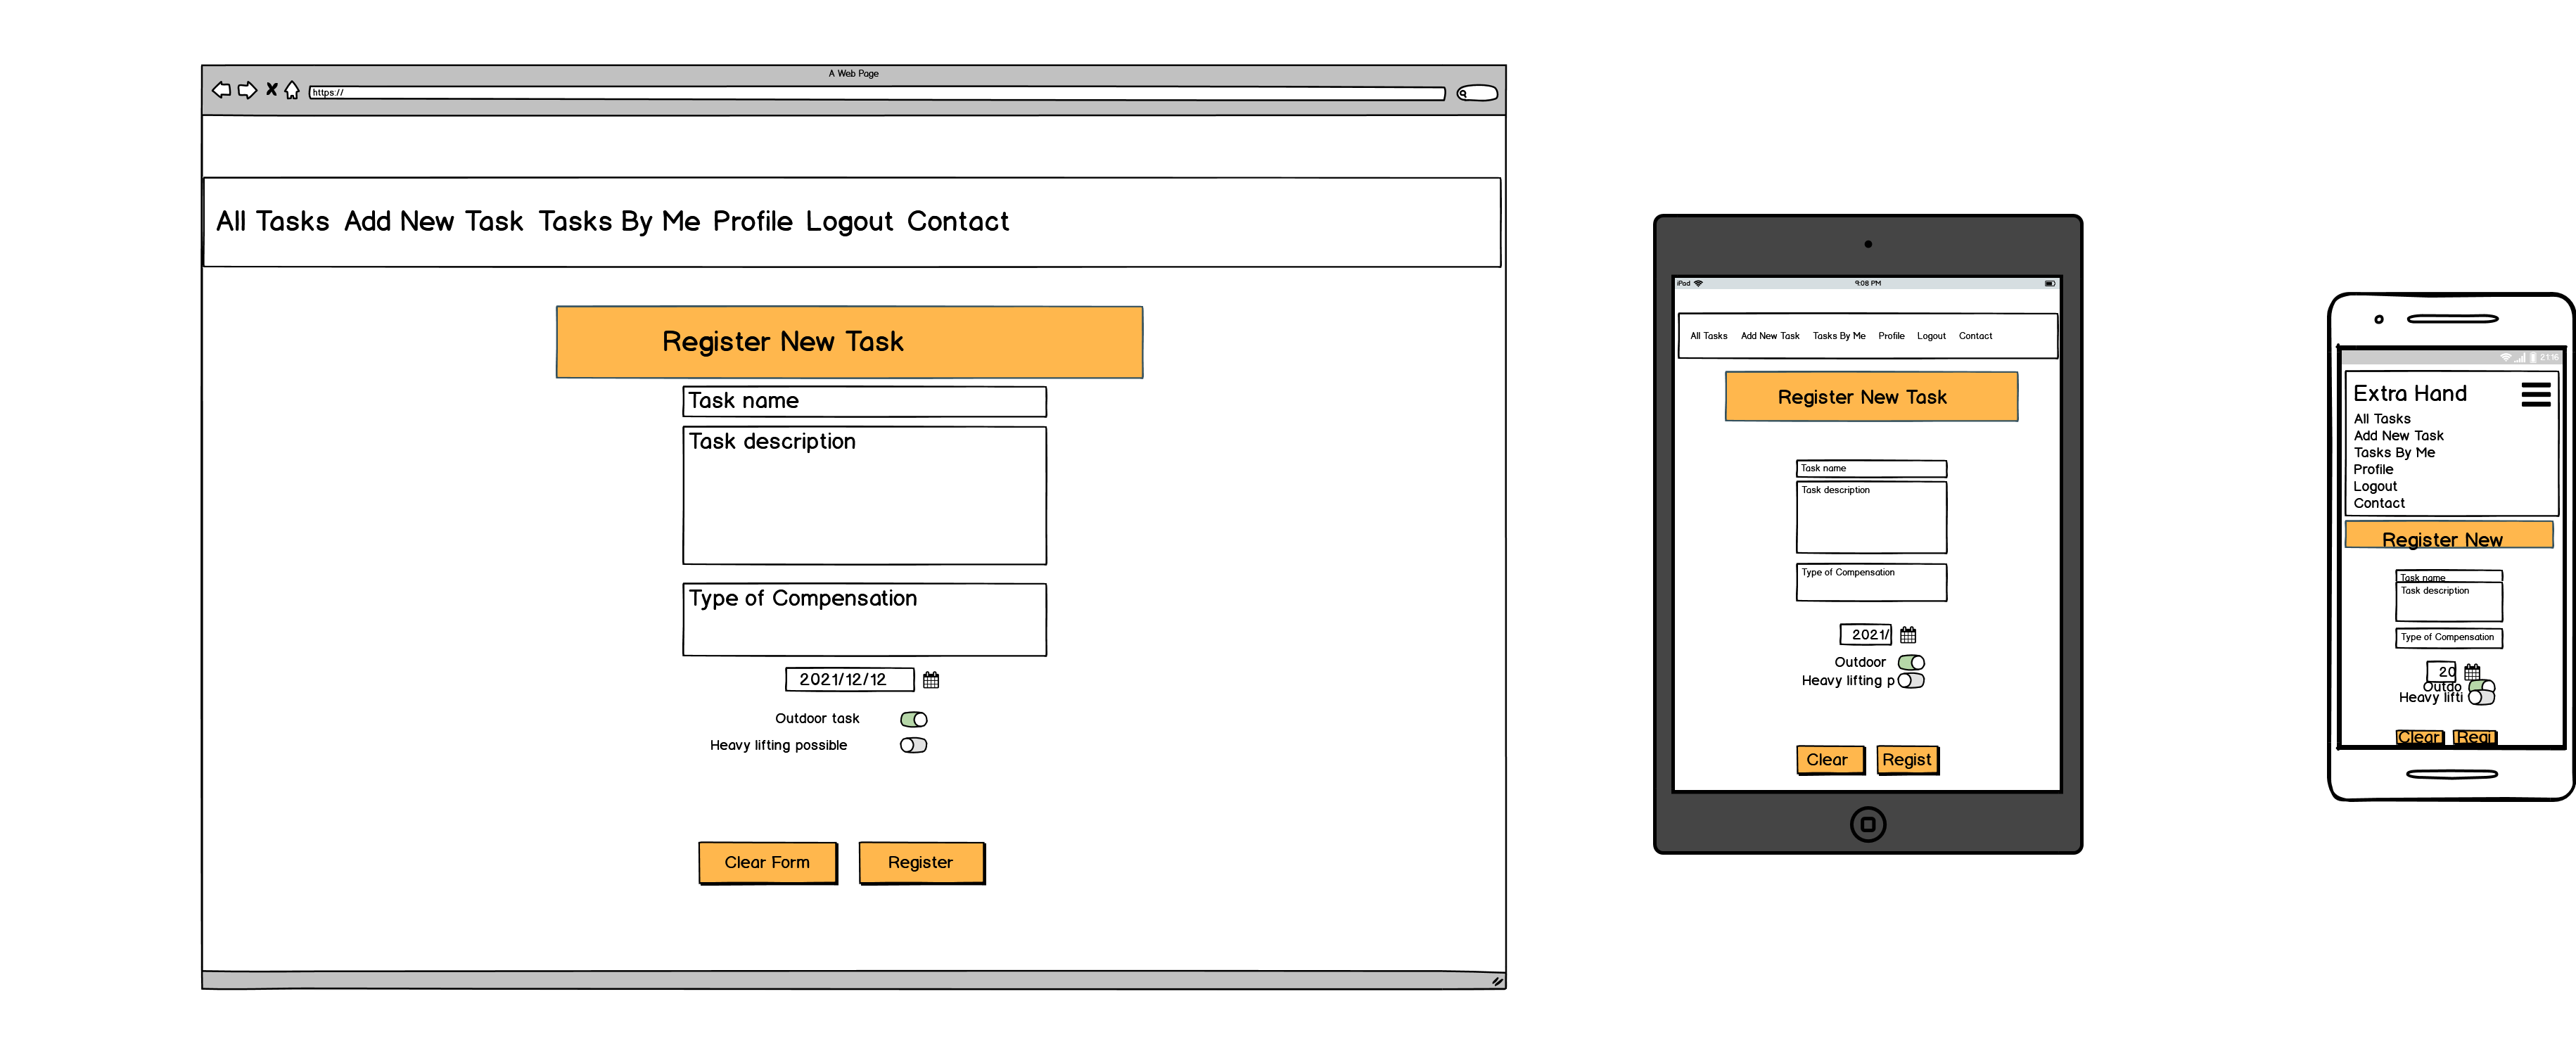 A Web Page
https://
All Tasks Add New Task Tasks By Me Profile Logout Contact
Register New Task
Task name
Task description
Type of Compensation
2021/12/12
Outdoor task
Heavy lifting possible
Clear Form Register
iPad 9:08 PM
All Tasks Add New Task Tasks By Me Profile Logout Contact
Register New Task
Task name
Task description
Type of Compensation
2021/
Outdoor
Heavy lifting p
Clear Regist
21:16
Extra Hand
All Tasks
Add New Task
Tasks By Me
Profile
Logout
Contact
Register New
Task name
Task description
Type of Compensation
20
Outdo
Heavy lifti
Clear Regi